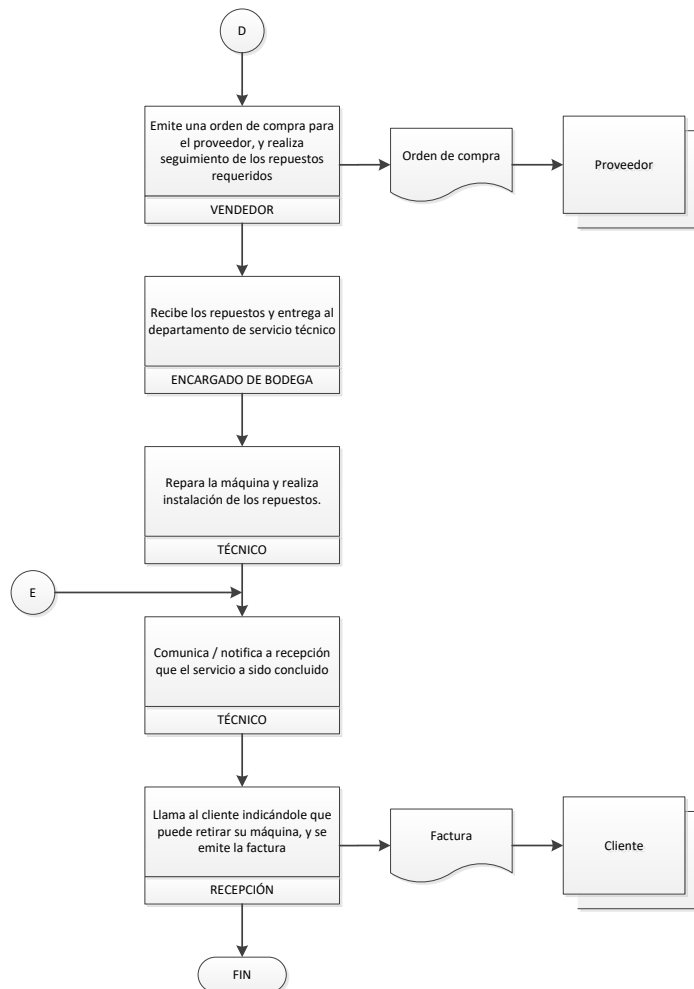 D
Emite una orden de compra para
el proveedor, y realiza
seguimiento de los repuestos
requeridos
VENDEDOR
Orden de compra
Proveedor
Recibe los repuestos y entrega al
departamento de servicio técnico
ENCARGADO DE BODEGA
Repara la máquina y realiza
instalación de los repuestos.
TÉCNICO
E
Comunica / notifica a recepción
que el servicio a sido concluido
TÉCNICO
Llama al cliente indicándole que
puede retirar su máquina, y se
emite la factura
RECEPCIÓN
Factura
Cliente
FIN